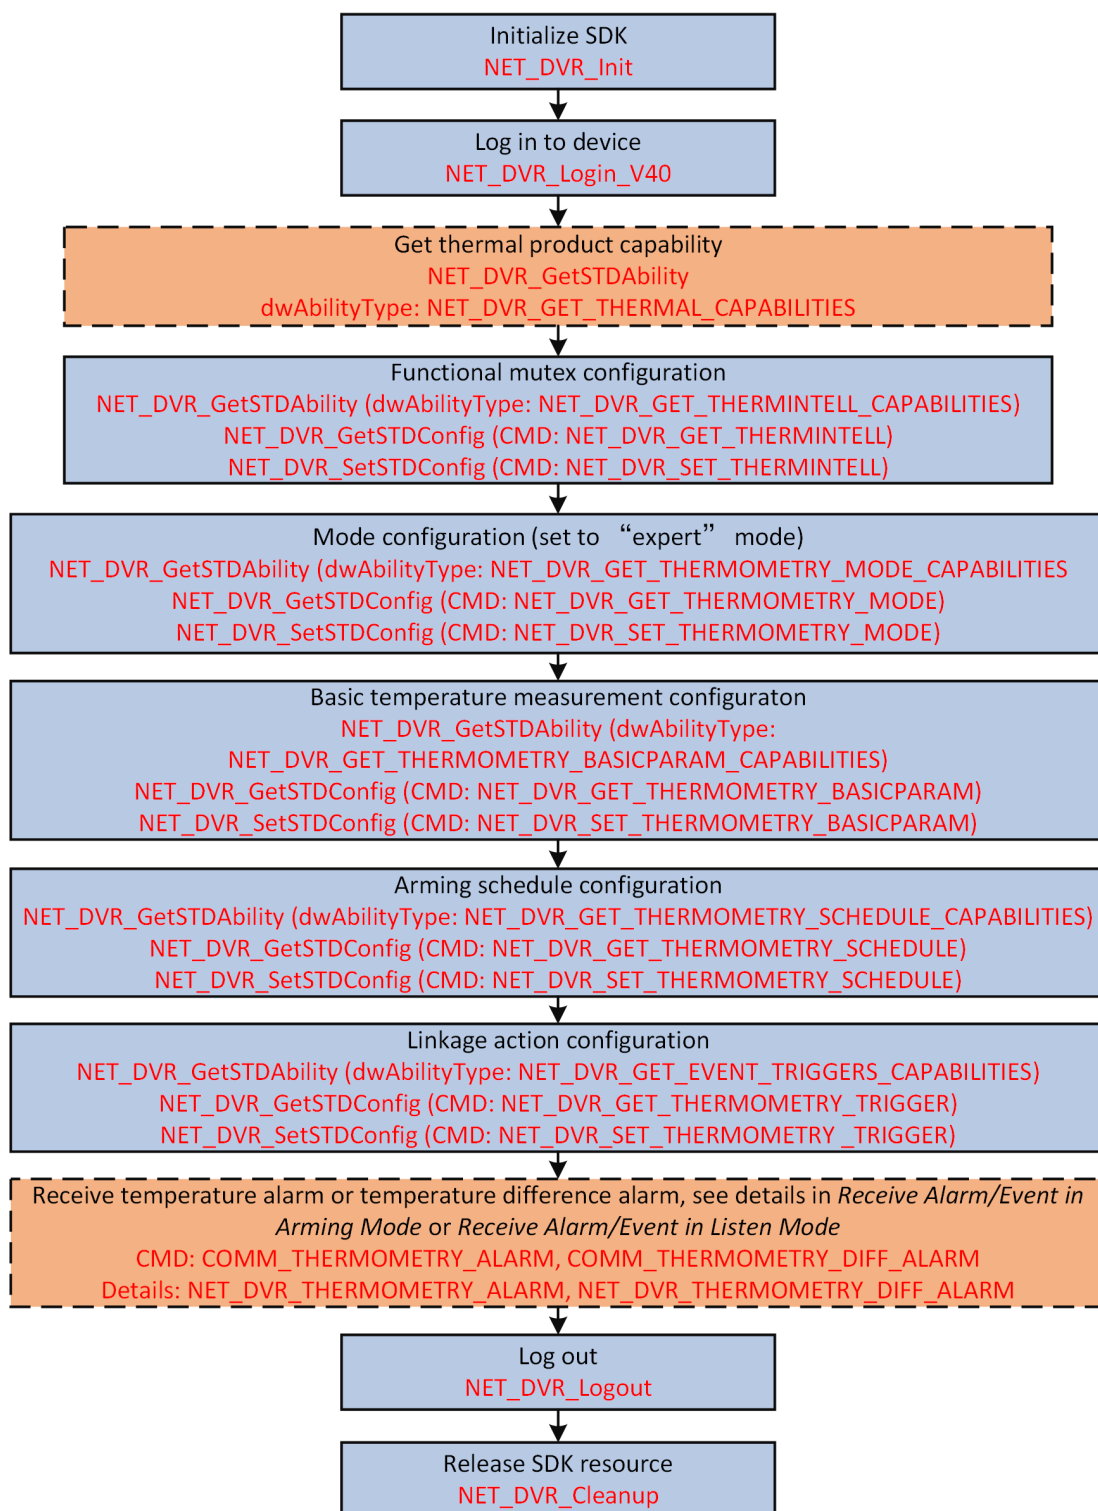 Initialize SDK
NET_DVR_Init
Log in to device
NET_DVR_Login_V40
Get thermal product capability
NET_DVR_GetSTDAbility
dwAbilityType: NET_DVR_GET_THERMAL_CAPABILITIES
Functional mutex configuration
NET_DVR_GetSTDAbility (dwAbilityType: NET_DVR_GET_THERMINTELL_CAPABILITIES)
NET_DVR_GetSTDConfig (CMD: NET_DVR_GET_THERMINTELL)
NET_DVR_SetSTDConfig (CMD: NET_DVR_SET_THERMINTELL)
Mode configuration (set to “expert” mode)
NET_DVR_GetSTDAbility (dwAbilityType: NET_DVR_GET_THERMOMETRY_MODE_CAPABILITIES
NET_DVR_GetSTDConfig (CMD: NET_DVR_GET_THERMOMETRY_MODE)
NET_DVR_SetSTDConfig (CMD: NET_DVR_SET_THERMOMETRY_MODE)
Basic temperature measurement configuraton
NET_DVR_GetSTDAbility (dwAbilityType:
NET_DVR_GET_THERMOMETRY_BASICPARAM_CAPABILITIES)
NET_DVR_GetSTDConfig (CMD: NET_DVR_GET_THERMOMETRY_BASICPARAM)
NET_DVR_SetSTDConfig (CMD: NET_DVR_SET_THERMOMETRY_BASICPARAM)
Arming schedule configuration
NET_DVR_GetSTDAbility (dwAbilityType: NET_DVR_GET_THERMOMETRY_SCHEDULE_CAPABILITIES)
NET_DVR_GetSTDConfig (CMD: NET_DVR_GET_THERMOMETRY_SCHEDULE)
NET_DVR_SetSTDConfig (CMD: NET_DVR_SET_THERMOMETRY_SCHEDULE)
Linkage action configuration
NET_DVR_GetSTDAbility (dwAbilityType: NET_DVR_GET_EVENT_TRIGGERS_CAPABILITIES)
NET_DVR_GetSTDConfig (CMD: NET_DVR_GET_THERMOMETRY_TRIGGER)
NET_DVR_SetSTDConfig (CMD: NET_DVR_SET_THERMOMETRY _TRIGGER)
Receive temperature alarm or temperature difference alarm, see details in Receive Alarm/Event in
Arming Mode or Receive Alarm/Event in Listen Mode
CMD: COMM_THERMOMETRY_ALARM, COMM_THERMOMETRY_DIFF_ALARM
Details: NET_DVR_THERMOMETRY_ALARM, NET_DVR_THERMOMETRY_DIFF_ALARM
Log out
NET_DVR_Logout
Release SDK resource
NET_DVR_Cleanup